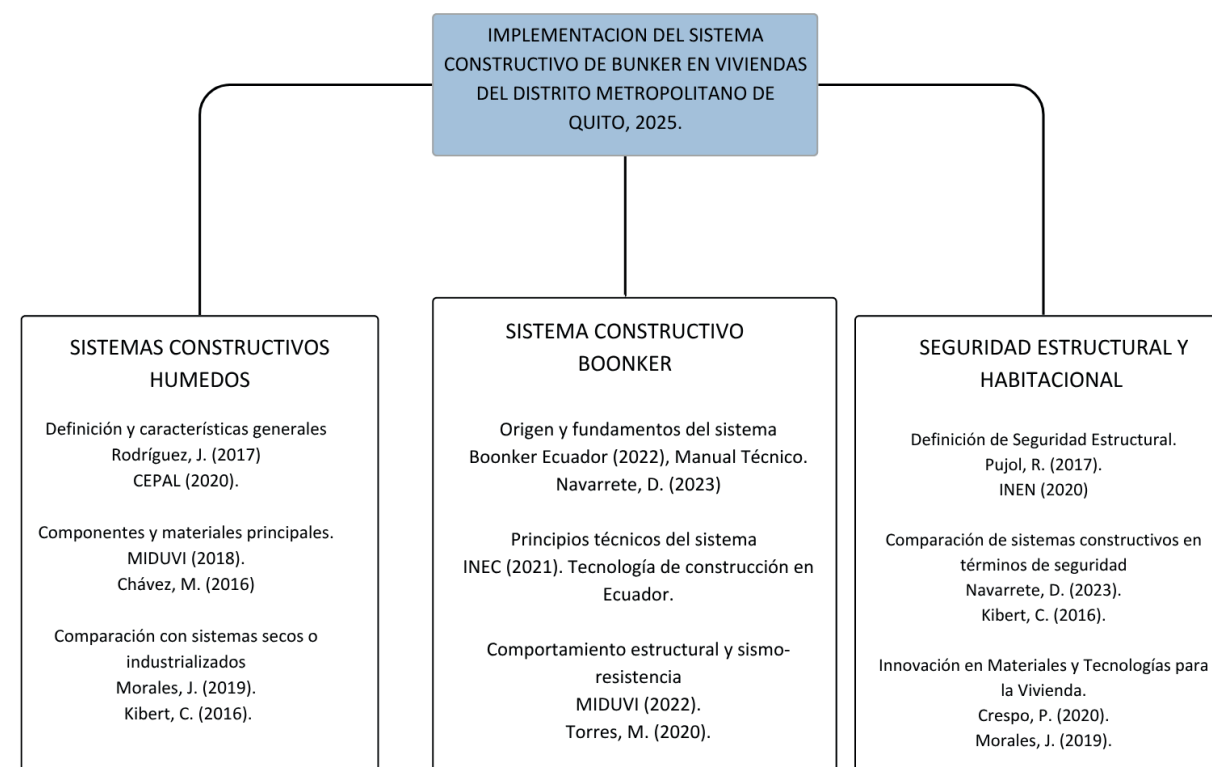 IMPLEMENTACION DEL SISTEMA
CONSTRUCTIVO DE BUNKER EN VIVIENDAS
DEL DISTRITO METROPOLITANO DE
QUITO, 2025.
SISTEMAS CONSTRUCTIVOS
HUMEDOS
Definición y características generales
Rodríguez, J. (2017)
CEPAL (2020).
Componentes y materiales principales.
MIDUVI (2018).
Chávez, M. (2016)
Comparación con sistemas secos o
industrializados
Morales, J. (2019).
Kibert, C. (2016).
SISTEMA CONSTRUCTIVO
BOONKER
Origen y fundamentos del sistema
Boonker Ecuador (2022), Manual Técnico.
Navarrete, D. (2023)
Principios técnicos del sistema
INEC (2021). Tecnología de construcción en
Ecuador.
Comportamiento estructural y sismo-
resistencia
MIDUVI (2022).
Torres, M. (2020).
SEGURIDAD ESTRUCTURAL Y
HABITACIONAL
Definición de Seguridad Estructural.
Pujol, R. (2017).
INEN (2020)
Comparación de sistemas constructivos en
términos de seguridad
Navarrete, D. (2023).
Kibert, C. (2016).
Innovación en Materiales y Tecnologías para
la Vivienda.
Crespo, P. (2020).
Morales, J. (2019).